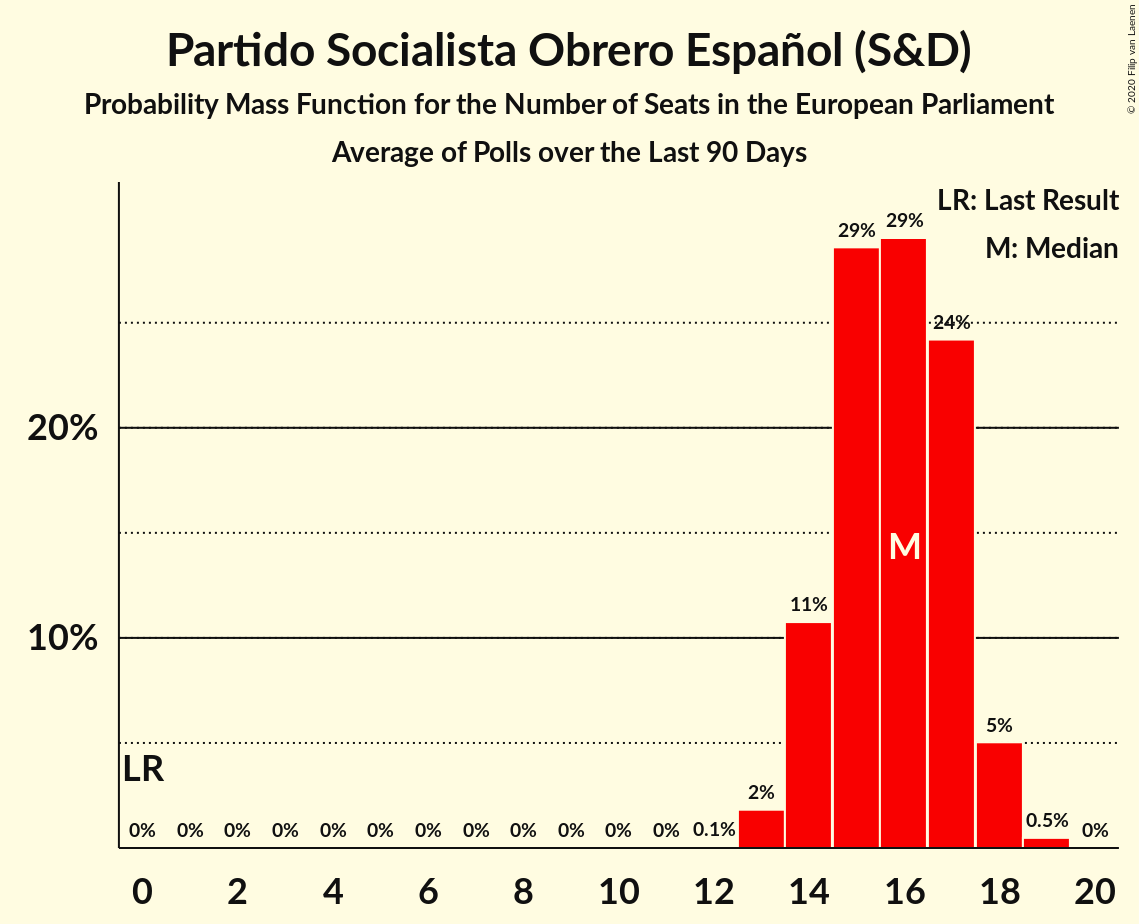 Partido Socialista Obrero Español (S&D)
Probability Mass Function for the Number of Seats in the European Parliament
Average of Polls over the Last 90 Days
© 2020 Filip van Laenen
LR: Last Result
M: Median
29% 29%
24%
20%
M
11%
10%
5%
LR
2%
0% 0% 0% 0% 0% 0% 0% 0% 0% 0% 0% 0% 0.1% 0.5% 0%
0 2 4 6 8 10 12 14 16 18 20